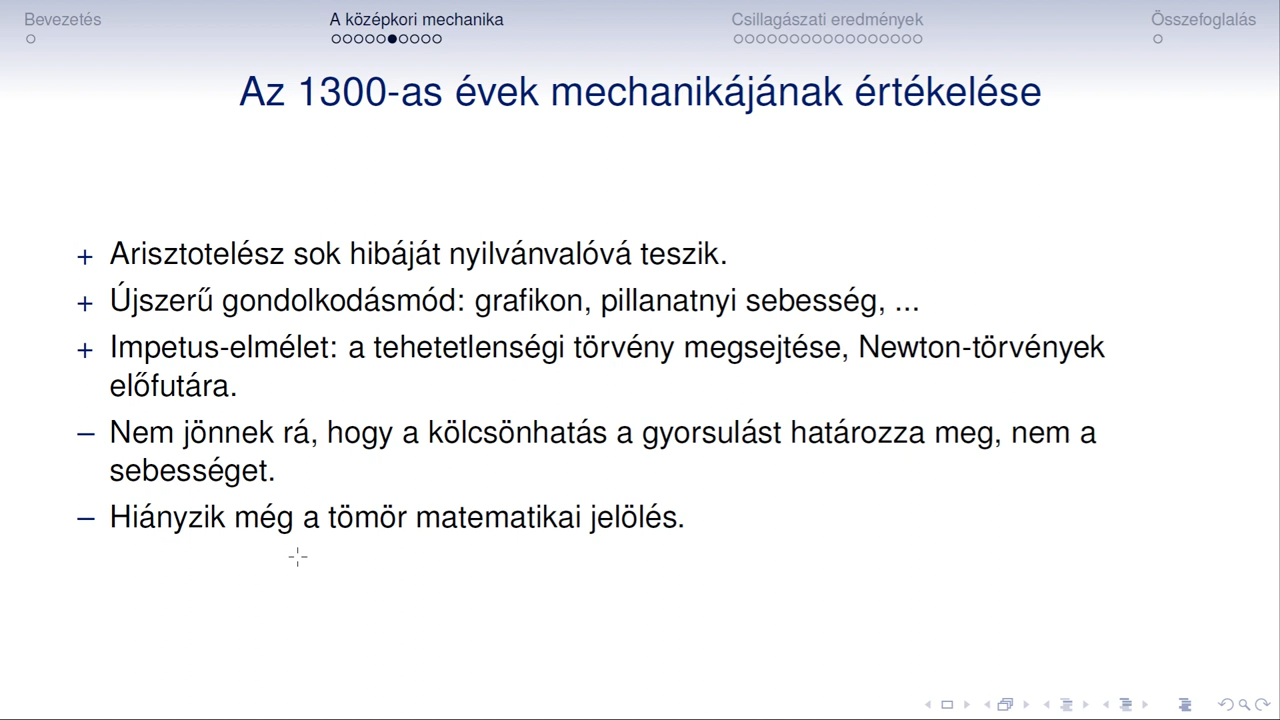 Bevezetés
A középkori mechanika
Csillagászati eredmények
Összefoglalás
Az 1300-as évek mechanikájának értékelése
+ Arisztotelész sok hibáját nyilvánvalóvá teszik.
+ Újszerű gondolkodásmód: grafikon, pillanatnyi sebesség, ...
+ Impetus-elmélet: a tehetetlenségi törvény megsejtése, Newton-törvények
előfutára.
– Nem jönnek rá, hogy a kölcsönhatás a gyorsulást határozza meg, nem a
sebességet.
– Hiányzik még a tömör matematikai jelölés.